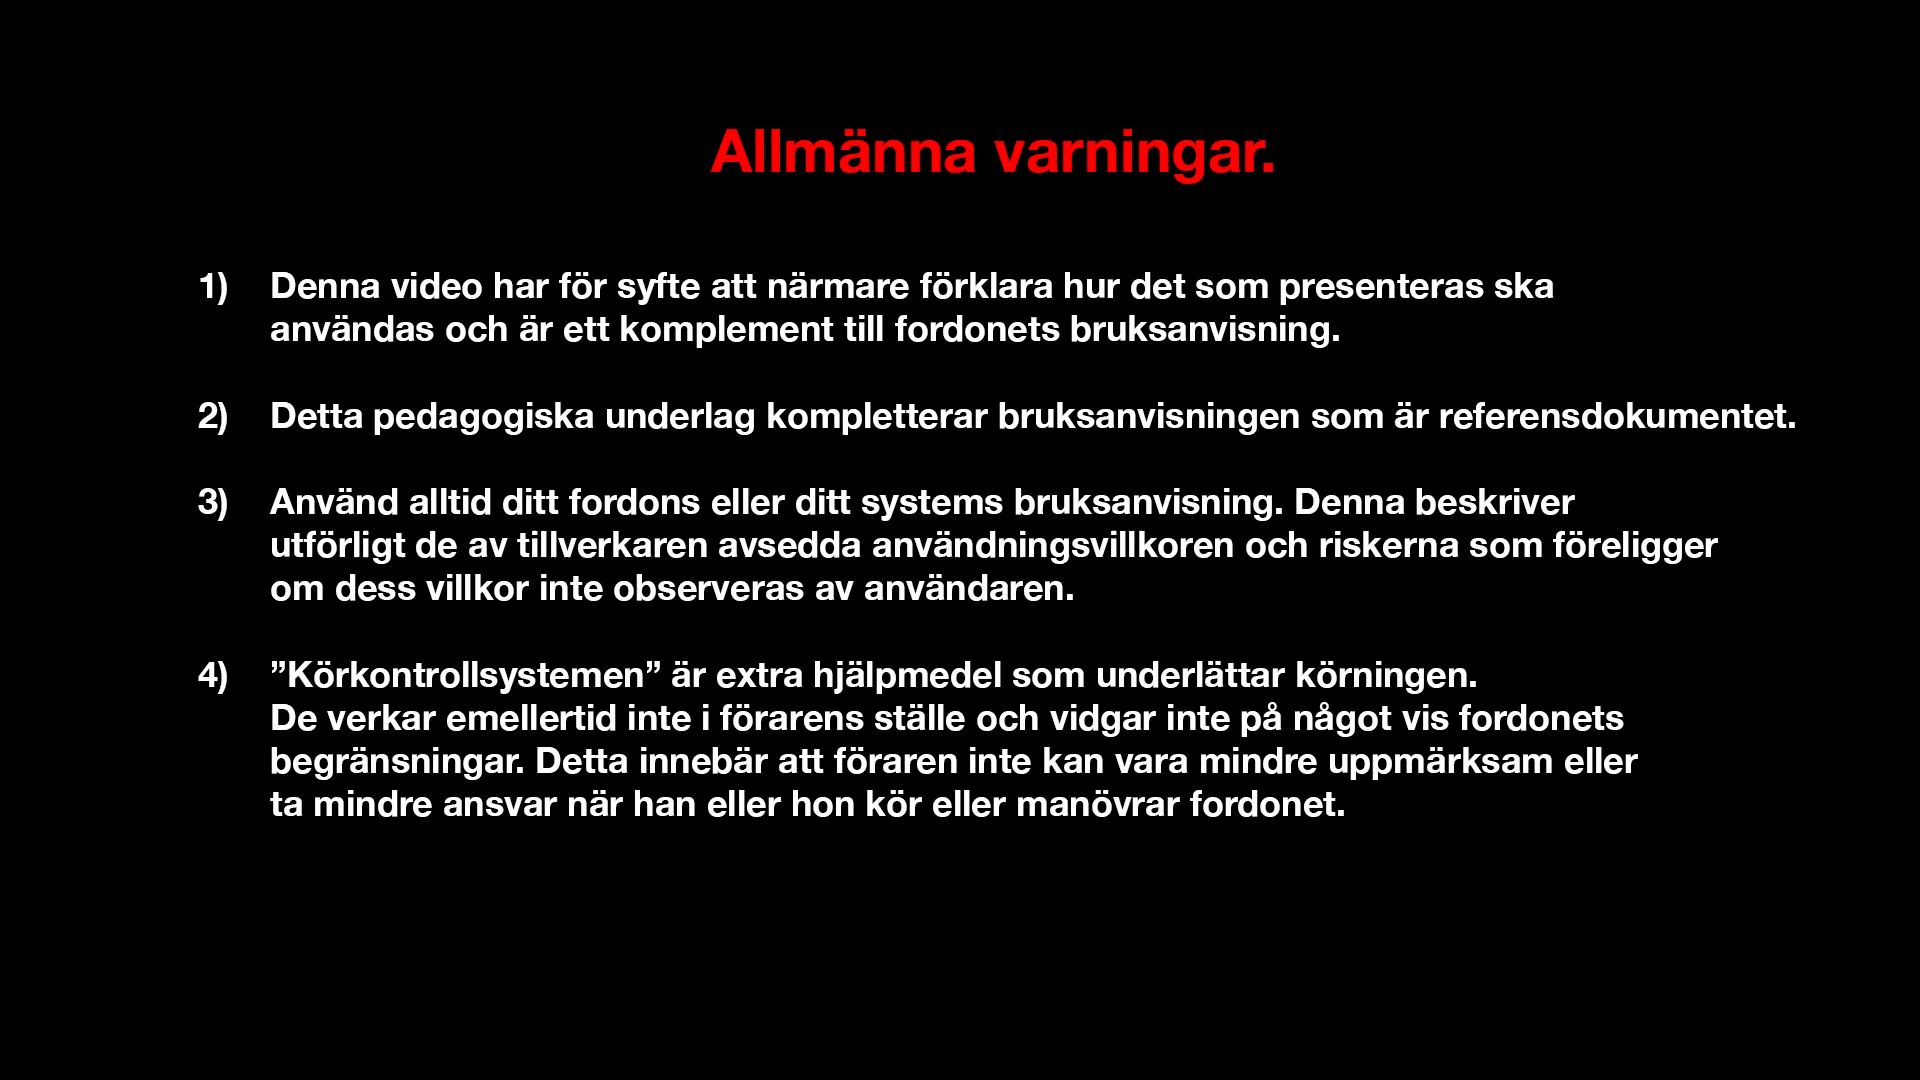 Allmänna varningar.
1) Denna video har för syfte att närmare förklara hur det som presenteras ska
användas och är ett komplement till fordonets bruksanvisning.
2) Detta pedagogiska underlag kompletterar bruksanvisningen som är referensdokumentet.
3) Använd alltid ditt fordons eller ditt systems bruksanvisning. Denna beskriver
utförligt de av tillverkaren avsedda användningsvillkoren och riskerna som föreligger
om dess villkor inte observeras av användaren.
4) ”Körkontrollsystemen” är extra hjälpmedel som underlättar körningen.
De verkar emellertid inte i förarens ställe och vidgar inte på något vis fordonets
begränsningar. Detta innebär att föraren inte kan vara mindre uppmärksam eller
ta mindre ansvar när han eller hon kör eller manövrar fordonet.